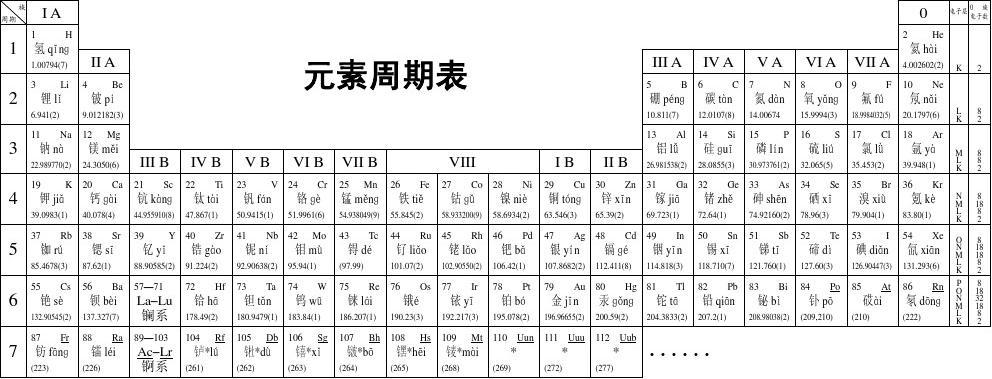 族 I A 0 电子层 0 族
周期 电子数
1 H 2 He
1 氢 qīng 氦 hài
1.00794(7) II A 元素周期表 III A IV A V A VI A VII A 4.002602(2) K 2
3 Li 4 Be 5 B 6 C 7 N 8 O 9 F 10 Ne
2 锂 lǐ 铍 pí 硼 péng 碳 tàn 氮 dàn 氧 yǎng 氟 fú 氖 nǎi L 8
6.941(2) 9.012182(3) 10.811(7) 12.0107(8) 14.00674 15.9994(3) 18.9984032(5) 20.1797(6) K 2
11 Na 12 Mg 13 Al 14 Si 15 P 16 S 17 Cl 18 Ar
3 钠 nà 镁 měi 铝 lǚ 硅 guī 磷 lín 硫 liú 氯 lǜ 氩 yà M 8
L 8
22.989770(2) 24.3050(6) III B IV B V B VI B VII B VIII I B II B 26.981538(2) 28.0855(3) 30.973761(2) 32.065(5) 35.453(2) 39.948(1) K 2
19 K 20 Ca 21 Sc 22 Ti 23 V 24 Cr 25 Mn 26 Fe 27 Co 28 Ni 29 Cu 30 Zn 31 Ga 32 Ge 33 As 34 Se 35 Br 36 Kr
4 钾 jiǎ 钙 gài 钪 kàng 钛 tài 钒 fán 铬 gè 锰 měng 铁 tiě 钴 gǔ 镍 niè 铜 tóng 锌 xīn 镓 jiā 锗 zhě 砷 shēn 硒 xī 溴 xiù 氪 kè N 8
M 18
L 8
39.0983(1) 40.078(4) 44.955910(8) 47.867(1) 50.9415(1) 51.9961(6) 54.938049(9) 55.845(2) 58.933200(9) 58.6934(2) 63.546(3) 65.39(2) 69.723(1) 72.64(1) 74.92160(2) 78.96(3) 79.904(1) 83.80(1) K 2
37 Rb 38 Sr 39 Y 40 Zr 41 Nb 42 Mo 43 Tc 44 Ru 45 Rh 46 Pd 47 Ag 48 Cd 49 In 50 Sn 51 Sb 52 Te 53 I 54 Xe
5 铷 rú 锶 sī 钇 yǐ 锆 gào 铌 ní 钼 mù 锝 dé 钌 liǎo 铑 lǎo 钯 bǎ 银 yín 镉 gé 铟 yīn 锡 xī 锑 tī 碲 dì 碘 diǎn 氙 xiān O 8
N 18
M 18
L 8
85.4678(3) 87.62(1) 88.90585(2) 91.224(2) 92.90638(2) 95.94(1) (97.99) 101.07(2) 102.90550(2) 106.42(1) 107.8682(2) 112.411(8) 114.818(3) 118.710(7) 121.760(1) 127.60(3) 126.90447(3) 131.293(6) K 2
55 Cs 56 Ba 57—71 72 Hf 73 Ta 74 W 75 Re 76 Os 77 Ir 78 Pt 79 Au 80 Hg 81 Tl 82 Pb 83 Bi 84 Po 85 At 86 Rn
6 铯 sè 钡 bèi La–Lu 铪 hā 钽 tǎn 钨 wū 铼 lái 锇 é 铱 yī 铂 bó 金 jīn 汞 gǒng 铊 tā 铅 qiān 铋 bì 钋 pō 砹 ài 氡 dōng P 8
O 18
N 32
M 18
L 8
132.90545(2) 137.327(7) 镧系 178.49(2) 180.9479(1) 183.84(1) 186.207(1) 190.23(3) 192.217(3) 195.078(2) 196.96655(2) 200.59(2) 204.3833(2) 207.2(1) 208.98038(2) (209,210) (222) K 2
87 Fr 88 Ra 89—103 104 Rf 105 Db 106 Sg 107 Bh 108 Hs 109 Mt 110 Uun 111 Uuu 112 Uub
7 钫 fāng 镭 léi Ac–Lr 𬬻*lú 𬭊*dù 𬭳*xǐ 𬭛*bō 𬭶*hēi 鿏*mài * * * ······
(223) (226) 锕系 (261) (262) (263) (264) (265) (268) (269) (272) (277)